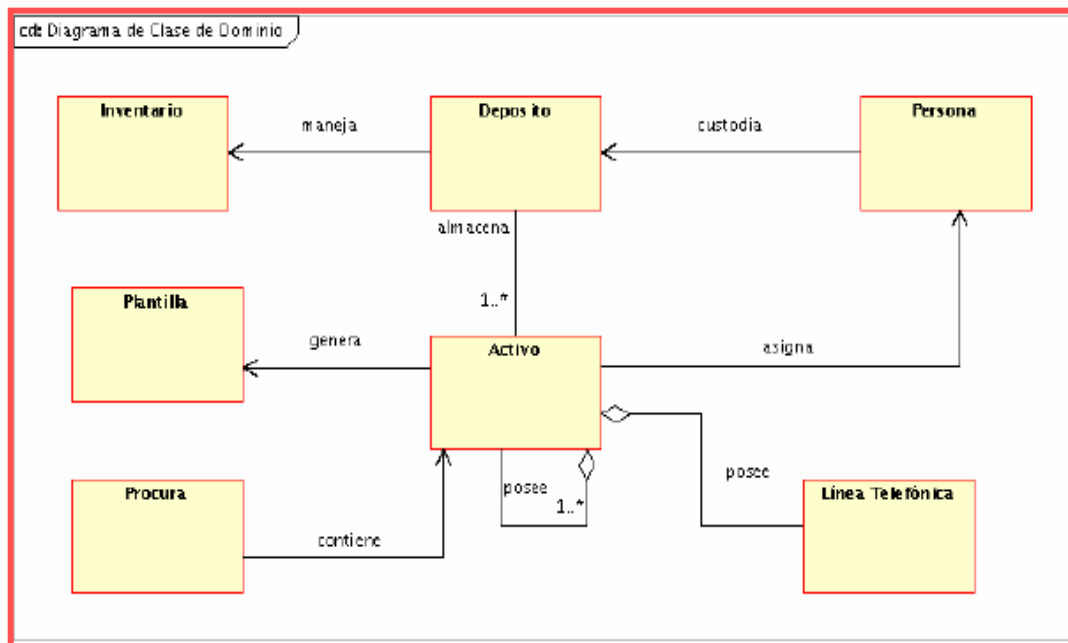 cd: Diagrama de Clase de Dominio
Inventario
maneja
Deposito
custodia
Persona
almacena
1..*
Plantilla
genera
Activo
asigna
Procura
contiene
posee
1..*
posee
Línea Telefónica